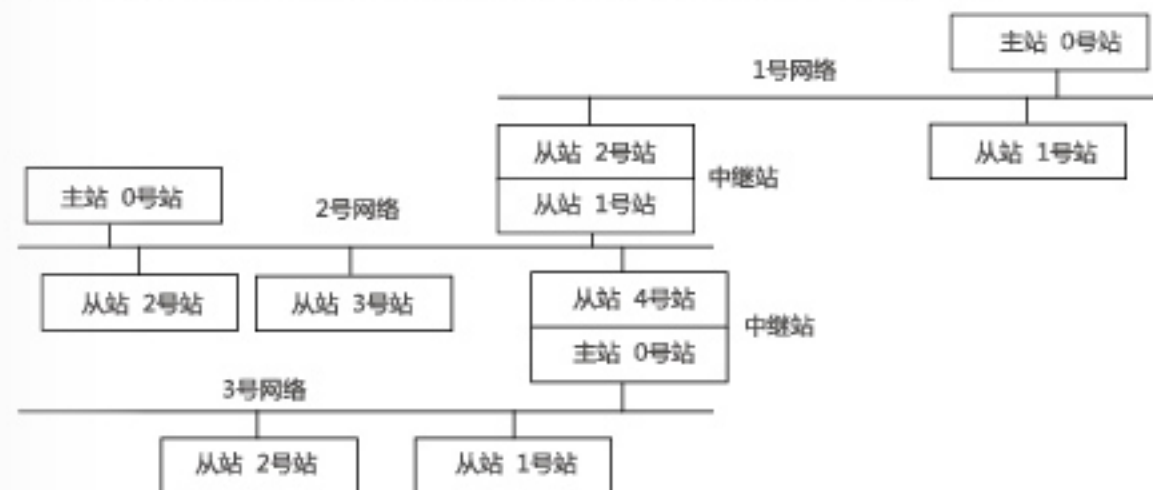 主站 0号站
1号网络
从站 2号站
从站 1号站
中继站
从站 1号站
主站 0号站
2号网络
从站 2号站
从站 3号站
从站 4号站
中继站
主站 0号站
3号网络
从站 2号站
从站 1号站